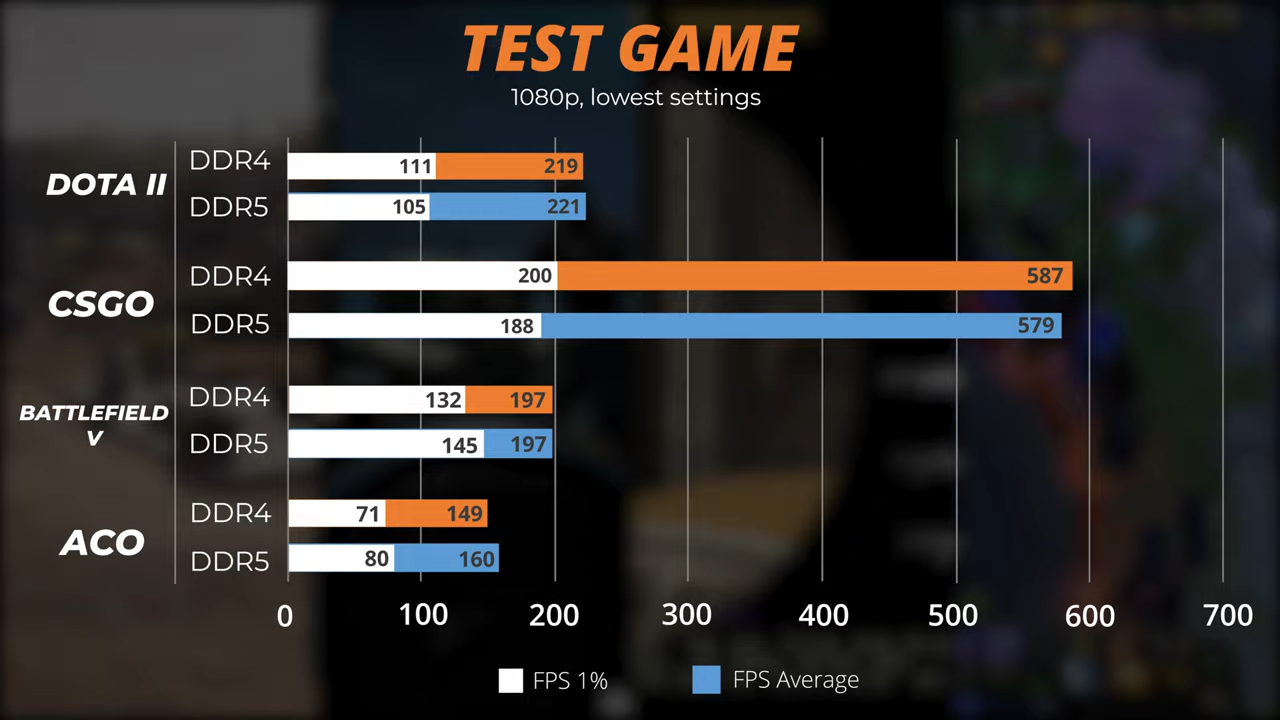 TEST GAME
1080p, lowest settings
DOTA II
DDR4 111 219
DDR5 105 221
CSGO
DDR4 200 587
DDR5 188 579
BATTLEFIELD
V
DDR4 132 197
DDR5 145 197
ACO
DDR4 71 149
DDR5 80 160
0 100 200 300 400 500 600 700
FPS 1% FPS Average